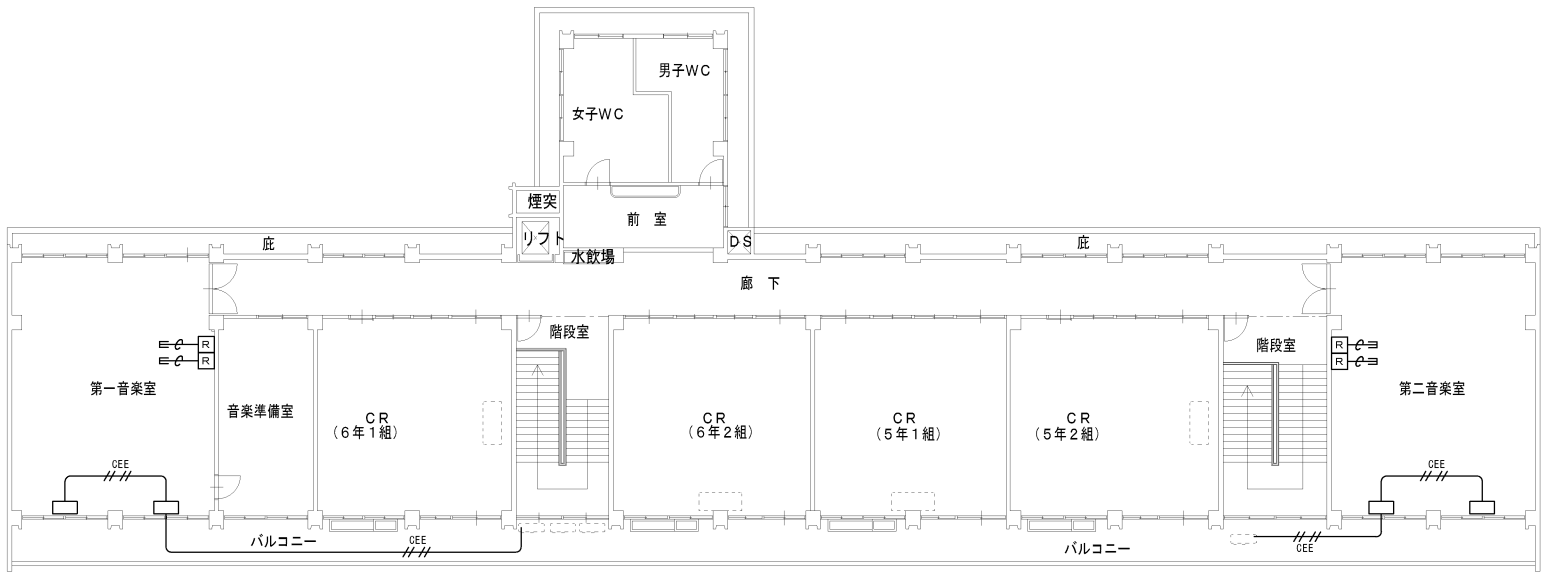 男子WC
女子WC
煙突
前 室
リフト
DS
水飲場
庇
庇
廊 下
階段室
階段室
R
R
R
R
第一音楽室
音楽準備室
CR
(6年1組)
CR
(6年2組)
CR
(5年1組)
CR
(5年2組)
第二音楽室
CEE
CEE
バルコニー
CEE
バルコニー
CEE